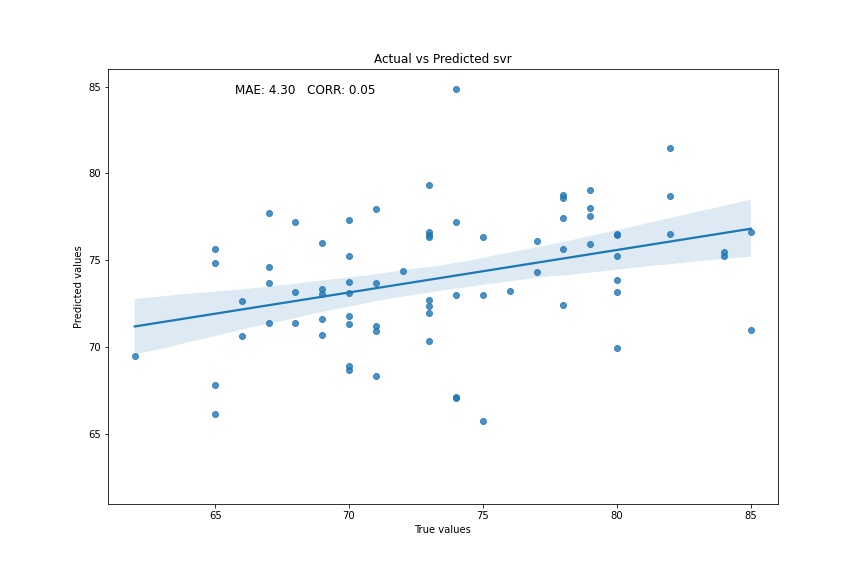 Actual vs Predicted svr
MAE: 4.30   CORR: 0.05
85
80
75
70
65
Predicted values
65 70 75 80 85
True values